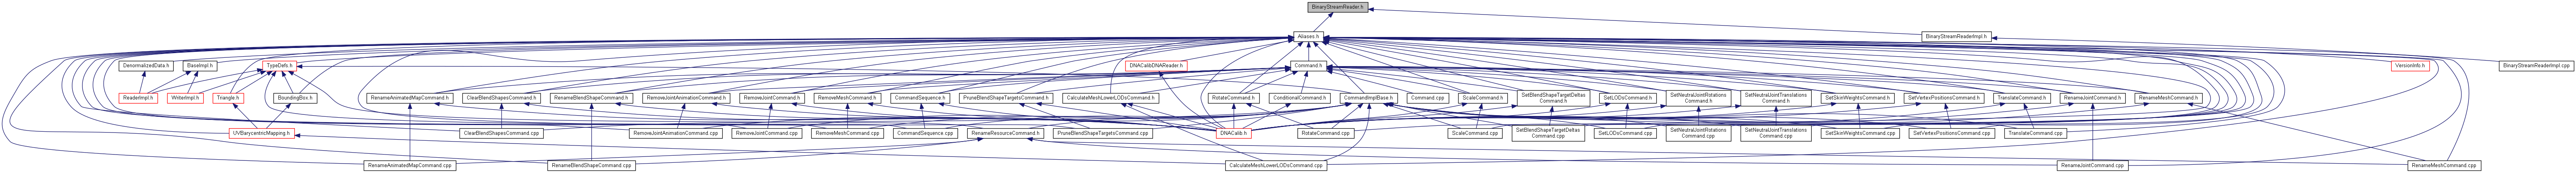 BinaryStreamReader.h
Aliases.h
BinaryStreamReaderImpl.h
DenormalizedData.h
BaseImpl.h
TypeDefs.h
DNACalibDNAReader.h
Command.h
VersionInfo.h
BinaryStreamReaderImpl.cpp
ReaderImpl.h
WriterImpl.h
Triangle.h
BoundingBox.h
RenameAnimatedMapCommand.h
ClearBlendShapesCommand.h
RenameBlendShapeCommand.h
RemoveJointAnimationCommand.h
RemoveJointCommand.h
RemoveMeshCommand.h
CommandSequence.h
PruneBlendShapeTargetsCommand.h
CalculateMeshLowerLODsCommand.h
RotateCommand.h
ConditionalCommand.h
CommandImplBase.h
Command.cpp
ScaleCommand.h
SetBlendShapeTargetDeltas
Command.h
SetLODsCommand.h
SetNeutralJointRotations
Command.h
SetNeutralJointTranslations
Command.h
SetSkinWeightsCommand.h
SetVertexPositionsCommand.h
TranslateCommand.h
RenameJointCommand.h
RenameMeshCommand.h
UVBarycentricMapping.h
ClearBlendShapesCommand.cpp
RemoveJointAnimationCommand.cpp
RemoveJointCommand.cpp
RemoveMeshCommand.cpp
CommandSequence.cpp
RenameResourceCommand.h
PruneBlendShapeTargetsCommand.cpp
DNACalib.h
RotateCommand.cpp
ScaleCommand.cpp
SetBlendShapeTargetDeltas
Command.cpp
SetLODsCommand.cpp
SetNeutralJointRotations
Command.cpp
SetNeutralJointTranslations
Command.cpp
SetSkinWeightsCommand.cpp
SetVertexPositionsCommand.cpp
TranslateCommand.cpp
RenameAnimatedMapCommand.cpp
RenameBlendShapeCommand.cpp
CalculateMeshLowerLODsCommand.cpp
RenameJointCommand.cpp
RenameMeshCommand.cpp